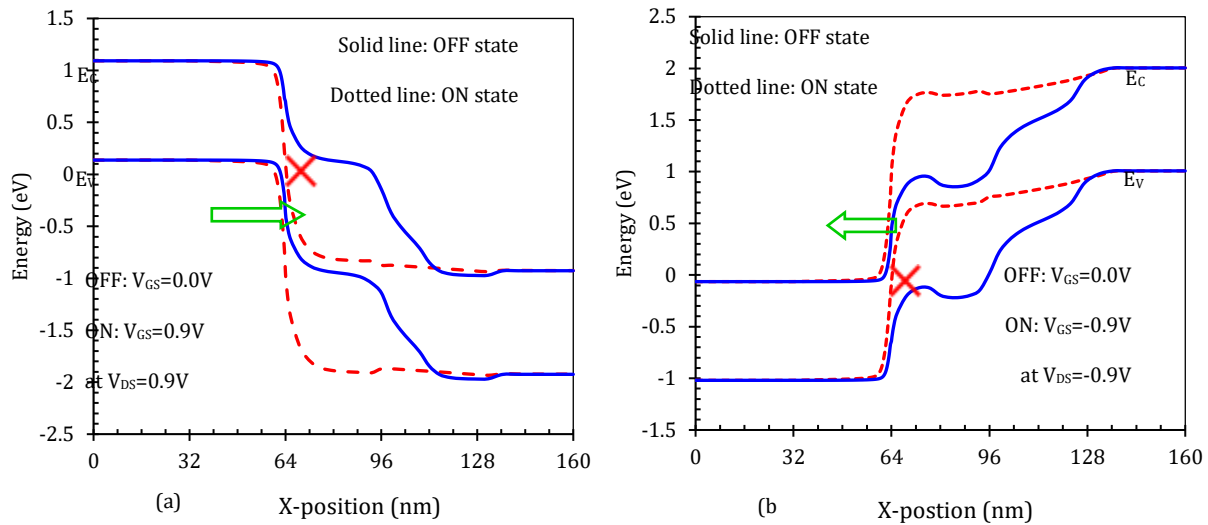 Solid line: OFF state
Dotted line: ON state
EC
EV
OFF: VGS=0.0V
ON: VGS=0.9V
at VDS=0.9V
1.5
1
0.5
0
-0.5
-1
-1.5
-2
-2.5
Energy (eV)
0
32
64
96
128
160
(a)
X-position (nm)
Solid line: OFF state
Dotted line: ON state
EC
EV
OFF: VGS=0.0V
ON: VGS=-0.9V
at VDS=-0.9V
2.5
2
1.5
1
0.5
0
-0.5
-1
-1.5
Energy (eV)
0
32
64
96
128
160
(b
X-postion (nm)